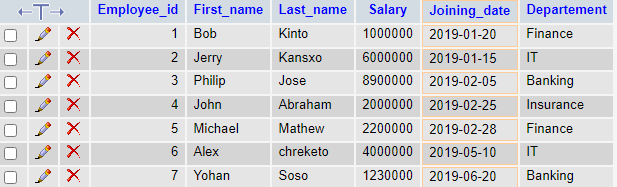 Employee_id First_name Last_name Salary Joining_date Departement
1 Bob Kinto 1000000 2019-01-20 Finance
2 Jerry Kansxo 6000000 2019-01-15 IT
3 Philip Jose 8900000 2019-02-05 Banking
4 John Abraham 2000000 2019-02-25 Insurance
5 Michael Mathew 2200000 2019-02-28 Finance
6 Alex chreketo 4000000 2019-05-10 IT
7 Yohan Soso 1230000 2019-06-20 Banking